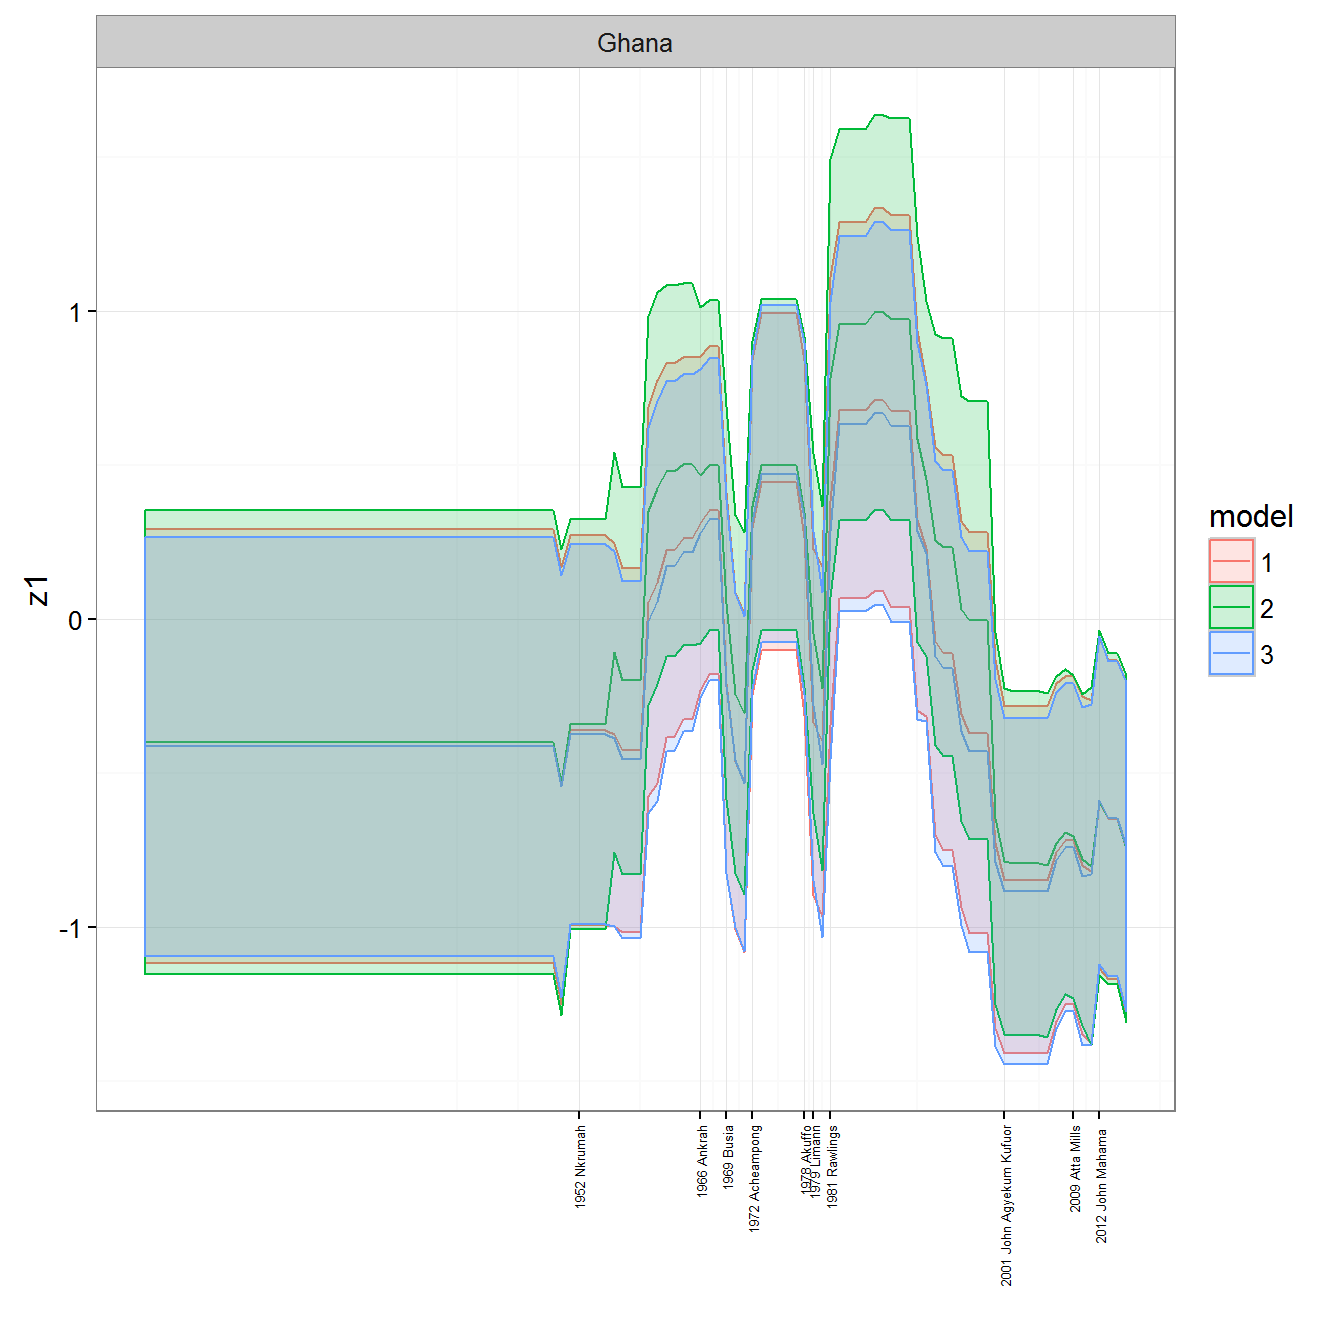 Ghana
z1
1
0
-1
1952 Nkrumah
1966 Ankrah
1969 Busia
1972 Acheampong
1978 Akuffo
1979 Limann
1981 Rawlings
2001 John Agyekum Kufuor
2009 Atta Mills
2012 John Mahama
model
1
2
3